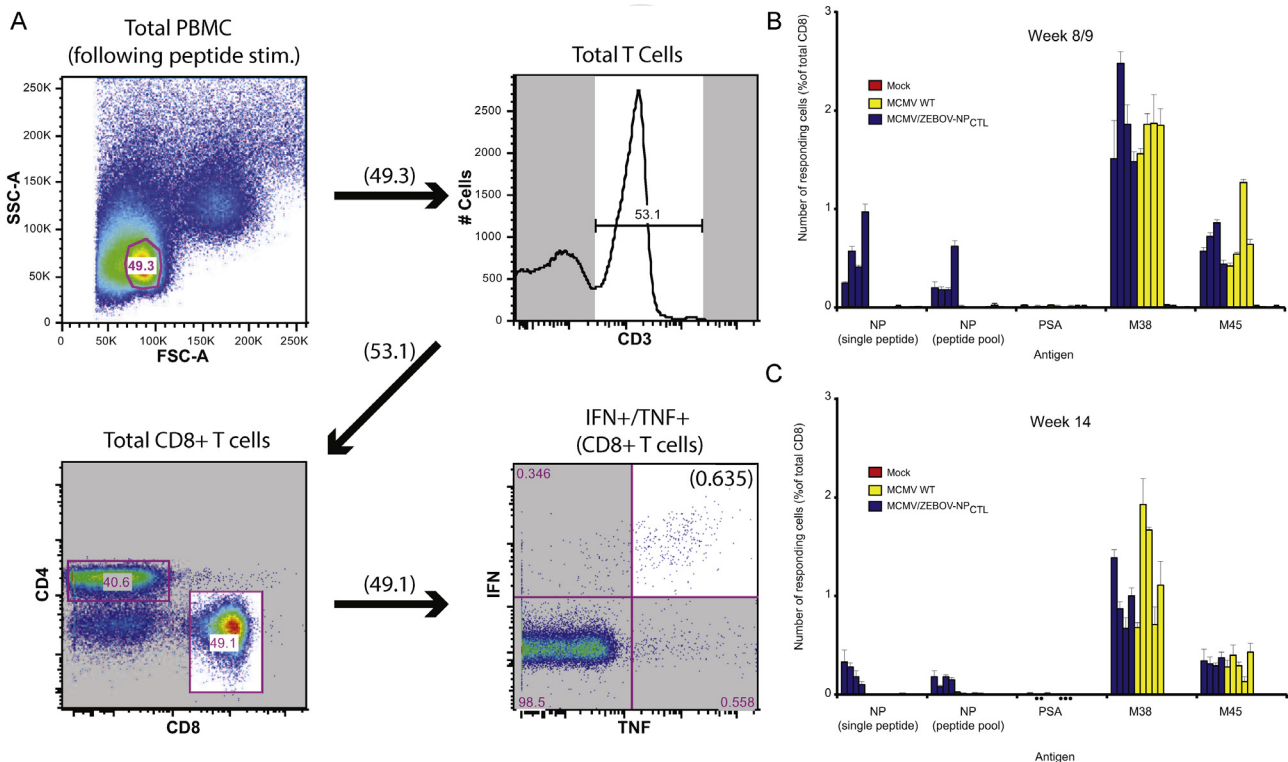 A
Total PBMC
(following peptide stim.)
250K
200K
150K
100K
50K
0
SSC-A
49.3
0 50K 100K 150K 200K 250K
FSC-A
(49.3)
Total T Cells
2500
2000
1500
1000
500
0
# Cells
53.1
CD3
(53.1)
Total CD8+ T cells
CD4
40.6
49.1
CD8
(49.1)
IFN+/TNF+
(CD8+ T cells)
0.346
(0.635)
IFN
98.5
0.558
TNF
B
Week 8/9
Number of responding cells (%of total CD8)
3
2
1
0
Mock
MCMV WT
MCMV/ZEBOV-NPCTL
NP
(single peptide)
NP
(peptide pool)
PSA
M38
M45
Antigen
C
Week 14
Number of responding cells (%of total CD8)
3
2
1
0
Mock
MCMV WT
MCMV/ZEBOV-NPCTL
NP
(single peptide)
NP
(peptide pool)
PSA
M38
M45
Antigen